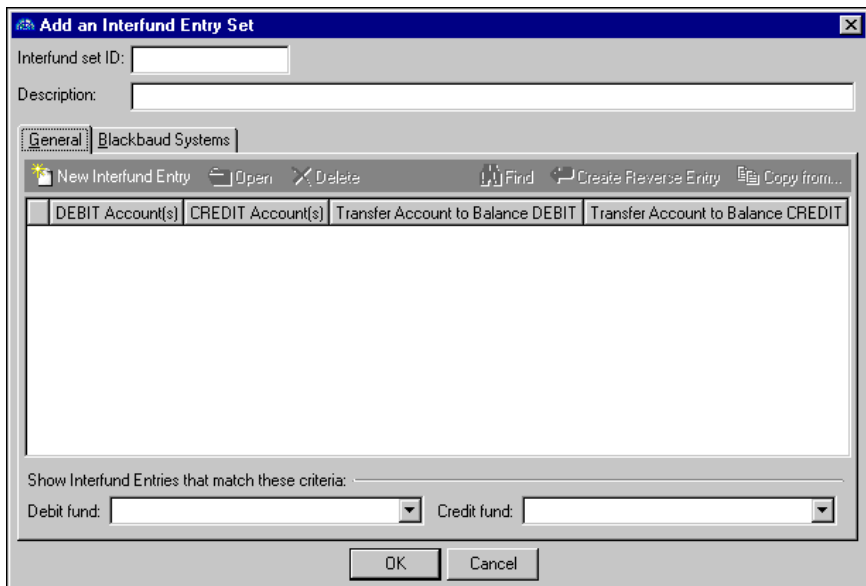 Add an Interfund Entry Set
Interfund set ID:
Description:
General Blackbaud Systems
New Interfund Entry Open Delete Find Create Reverse Entry Copy from...
DEBIT Account(s) CREDIT Account(s) Transfer Account to Balance DEBIT Transfer Account to Balance CREDIT
Show Interfund Entries that match these criteria:
Debit fund: Credit fund:
OK Cancel